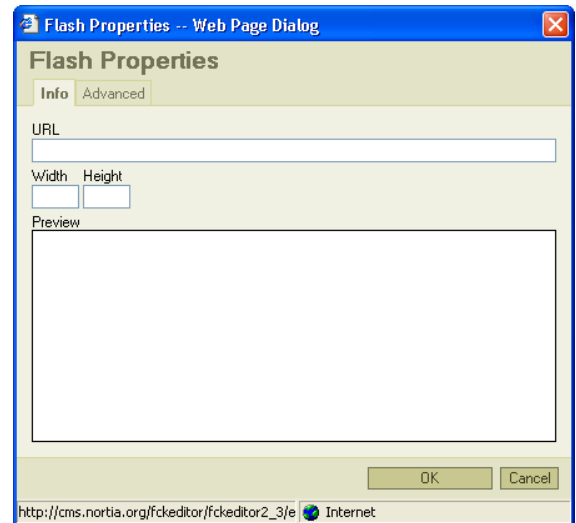 Flash Properties -- Web Page Dialog
Flash Properties
Info Advanced
URL
Width Height
Preview
OK Cancel
http://cms.nortia.org/fckeditor/fckeditor2_3/e Internet